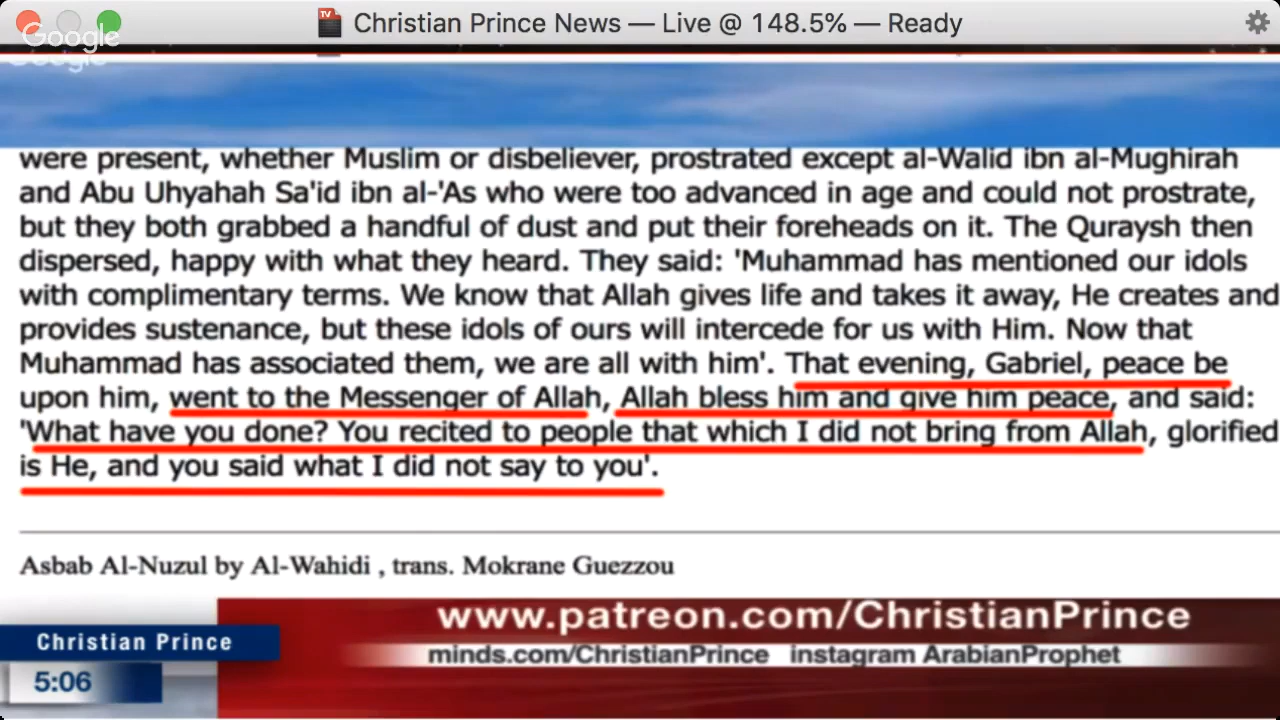 Christian Prince News — Live @ 148.5% — Ready
Google
were present, whether Muslim or disbeliever, prostrated except al-Walid ibn al-Mughirah
and Abu Uhyahah Sa'id ibn al-'As who were too advanced in age and could not prostrate,
but they both grabbed a handful of dust and put their foreheads on it. The Quraysh then
dispersed, happy with what they heard. They said: 'Muhammad has mentioned our idols
with complimentary terms. We know that Allah gives life and takes it away, He creates and
provides sustenance, but these idols of ours will intercede for us with Him. Now that
Muhammad has associated them, we are all with him'. That evening, Gabriel, peace be
upon him, went to the Messenger of Allah, Allah bless him and give him peace, and said:
'What have you done? You recited to people that which I did not bring from Allah, glorified
is He, and you said what I did not say to you'.
Asbab Al-Nuzul by Al-Wahidi , trans. Mokrane Guezzou
www.patreon.com/ChristianPrince
Christian Prince
minds.com/ChristianPrince instagram ArabianProphet
5:06